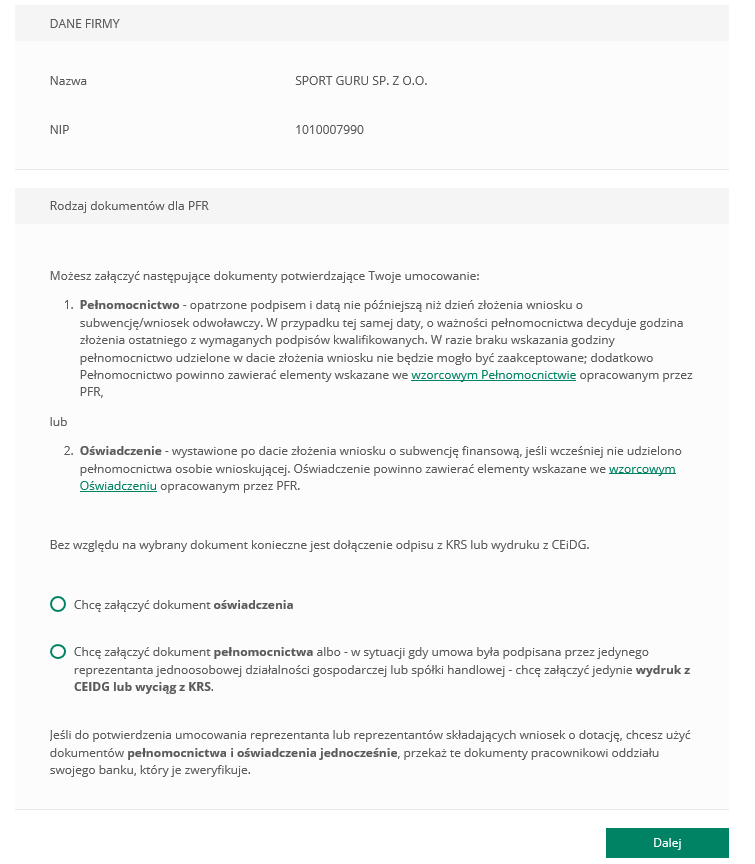 DANE FIRMY
Nazwa SPORT GURU SP. Z O.O.
NIP 1010007990
Rodzaj dokumentów dla PFR
Możesz załączyć następujące dokumenty potwierdzające Twoje umocowanie:
1. Pełnomocnictwo - opatrzone podpisem i datą nie późniejszą niż dzień złożenia wniosku o
subwencję/wniosek odwoławczy. W przypadku tej samej daty, o ważności pełnomocnictwa decyduje godzina
złożenia ostatniego z wymaganych podpisów kwalifikowanych. W razie braku wskazania godziny
pełnomocnictwo udzielone w dacie złożenia wniosku nie będzie mogło być zaakceptowane; dodatkowo
Pełnomocnictwo powinno zawierać elementy wskazane we wzorcowym Pełnomocnictwie opracowanym przez
PFR,
lub
2. Oświadczenie - wystawione po dacie złożenia wniosku o subwencję finansową, jeśli wcześniej nie udzielono
pełnomocnictwa osobie wnioskującej. Oświadczenie powinno zawierać elementy wskazane we wzorcowym
Oświadczeniu opracowanym przez PFR.
Bez względu na wybrany dokument konieczne jest dołączenie odpisu z KRS lub wydruku z CEiDG.
Chcę załączyć dokument oświadczenia
Chcę załączyć dokument pełnomocnictwa albo - w sytuacji gdy umowa była podpisana przez jedynego
reprezentanta jednoosobowej działalności gospodarczej lub spółki handlowej - chcę załączyć jedynie wydruk z
CEIDG lub wyciąg z KRS.
Jeśli do potwierdzenia umocowania reprezentanta lub reprezentantów składających wniosek o dotację, chcesz użyć
dokumentów pełnomocnictwa i oświadczenia jednocześnie, przekaż te dokumenty pracownikowi oddziału
swojego banku, który je zweryfikuje.
Dalej